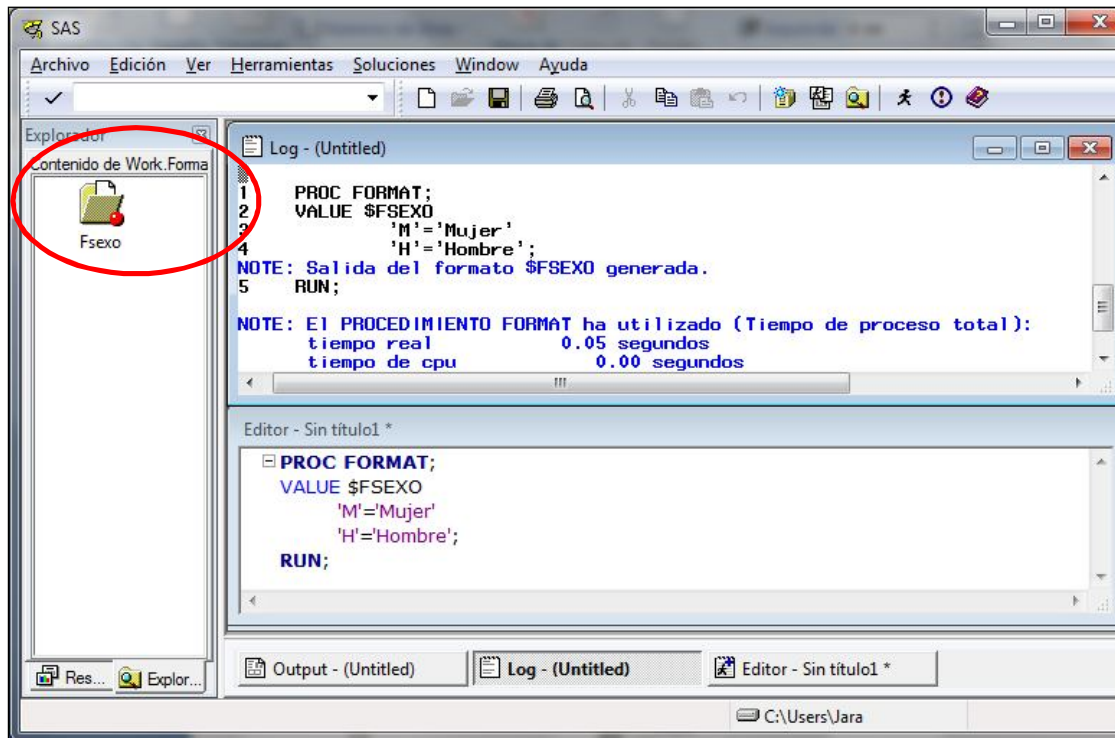 SAS
Archivo Edición Ver Herramientas Soluciones Window Ayuda
Explorador
Contenido de Work.Forma
Fsexo
Log - (Untitled)
1 PROC FORMAT;
2 VALUE $FSEXO
3 'M'='Mujer'
4 'H'='Hombre';
NOTE: Salida del formato $FSEXO generada.
5 RUN;
NOTE: El PROCEDIMIENTO FORMAT ha utilizado (Tiempo de proceso total):
tiempo real 0.05 segundos
tiempo de cpu 0.00 segundos
Editor - Sin título1 *
PROC FORMAT;
VALUE $FSEXO
'M'='Mujer'
'H'='Hombre';
RUN;
Res... Explor...
Output - (Untitled) Log - (Untitled) Editor - Sin título1 *
C:\Users\Jara